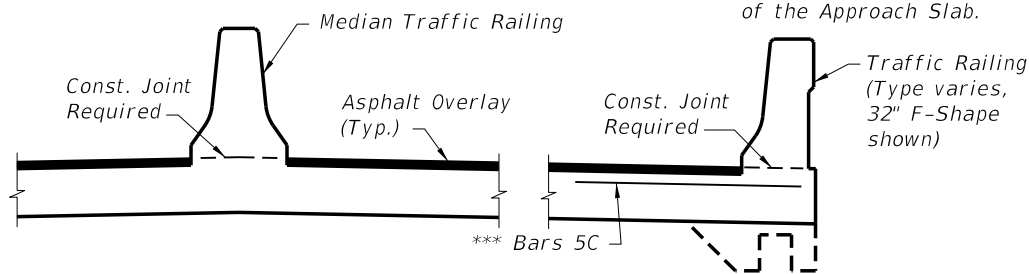 of the Approach Slab.
Median Traffic Railing
Const. Joint
Required
Asphalt Overlay
(Typ.)
Const. Joint
Required
Traffic Railing
(Type varies,
32" F-Shape
shown)
*** Bars 5C